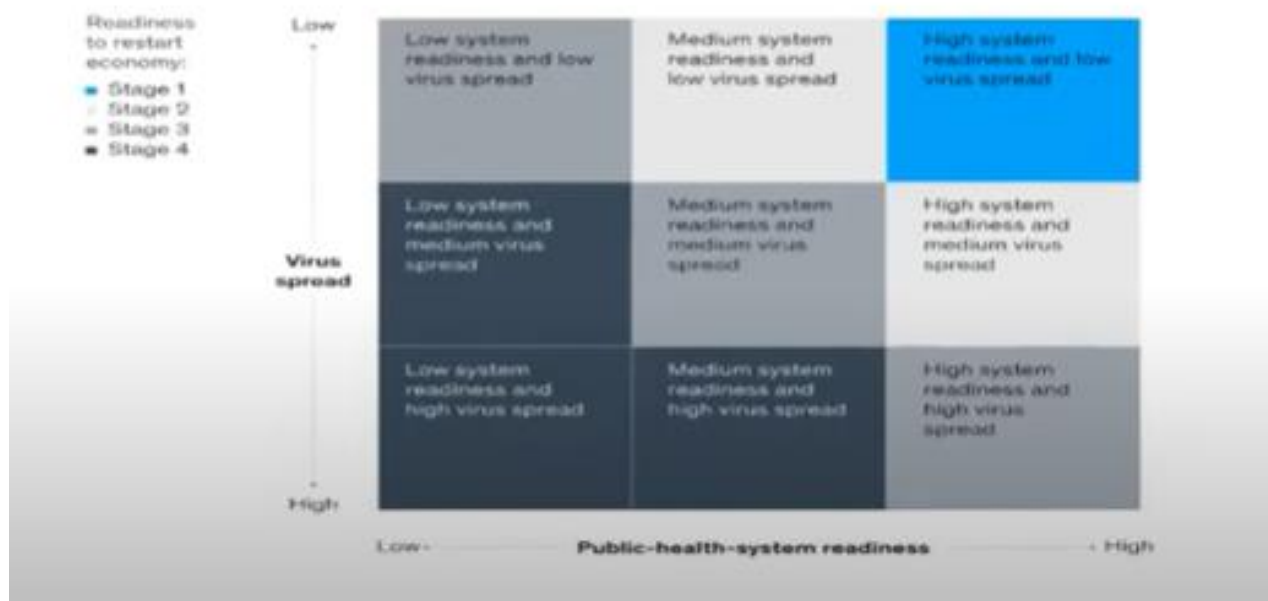 Readiness
to restart
economy:
Stage 1
Stage 2
Stage 3
Stage 4
Low
Virus
spread
High
Low system
readiness and low
virus spread
Medium system
readiness and
low virus spread
High system
readiness and low
virus spread
Low system
readiness and
medium virus
spread
Medium system
readiness and
medium virus
spread
High system
readiness and
medium virus
spread
Low system
readiness and
high virus spread
Medium system
readiness and
high virus spread
High system
readiness and
high virus
spread
Low
Public-health-system readiness
High